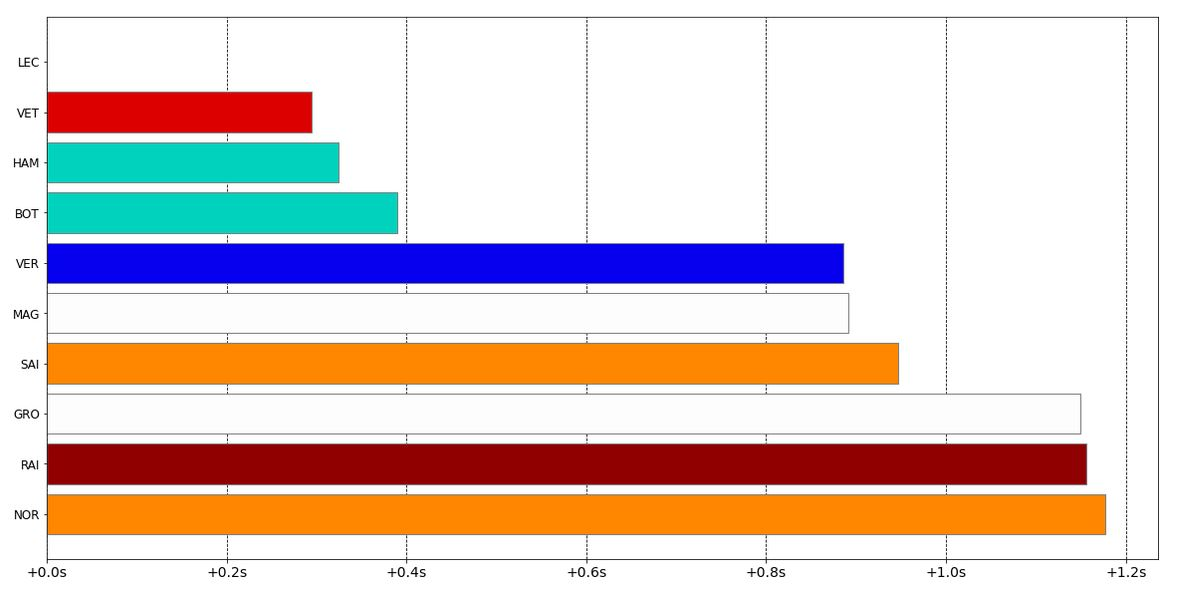 LEC
VET
HAM
BOT
VER
MAG
SAI
GRO
RAI
NOR
+0.0s +0.2s +0.4s +0.6s +0.8s +1.0s +1.2s